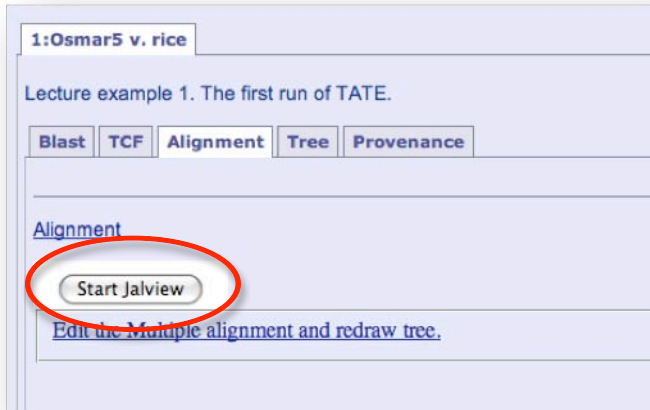 1:Osmar5 v. rice
Lecture example 1. The first run of TATE.
Blast TCF Alignment Tree Provenance
Alignment
Start Jalview
Edit the Multiple alignment and redraw tree.